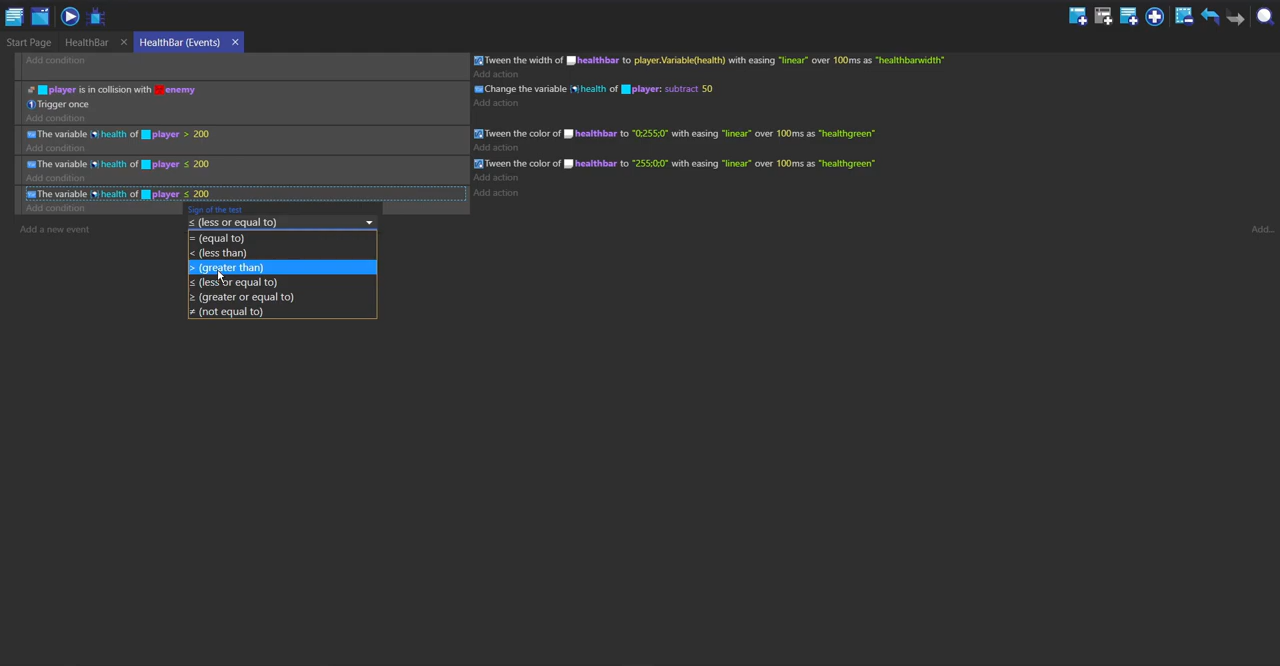 Start Page HealthBar × HealthBar (Events) ×
Add condition
Tween the width of healthbar to player.Variable(health) with easing "linear" over 100ms as "healthbarwidth"
Add action
player is in collision with enemy
Trigger once
Add condition
Change the variable health of player: subtract 50
Add action
The variable health of player > 200
Add condition
Tween the color of healthbar to "0;255;0" with easing "linear" over 100ms as "healthgreen"
Add action
The variable health of player ≤ 200
Add condition
Tween the color of healthbar to "255;0;0" with easing "linear" over 100ms as "healthgreen"
Add action
The variable health of player ≤ 200
Add condition
Add action
Sign of the test
≤ (less or equal to)
= (equal to)
< (less than)
> (greater than)
≤ (less or equal to)
≥ (greater or equal to)
≠ (not equal to)
Add a new event
Add...